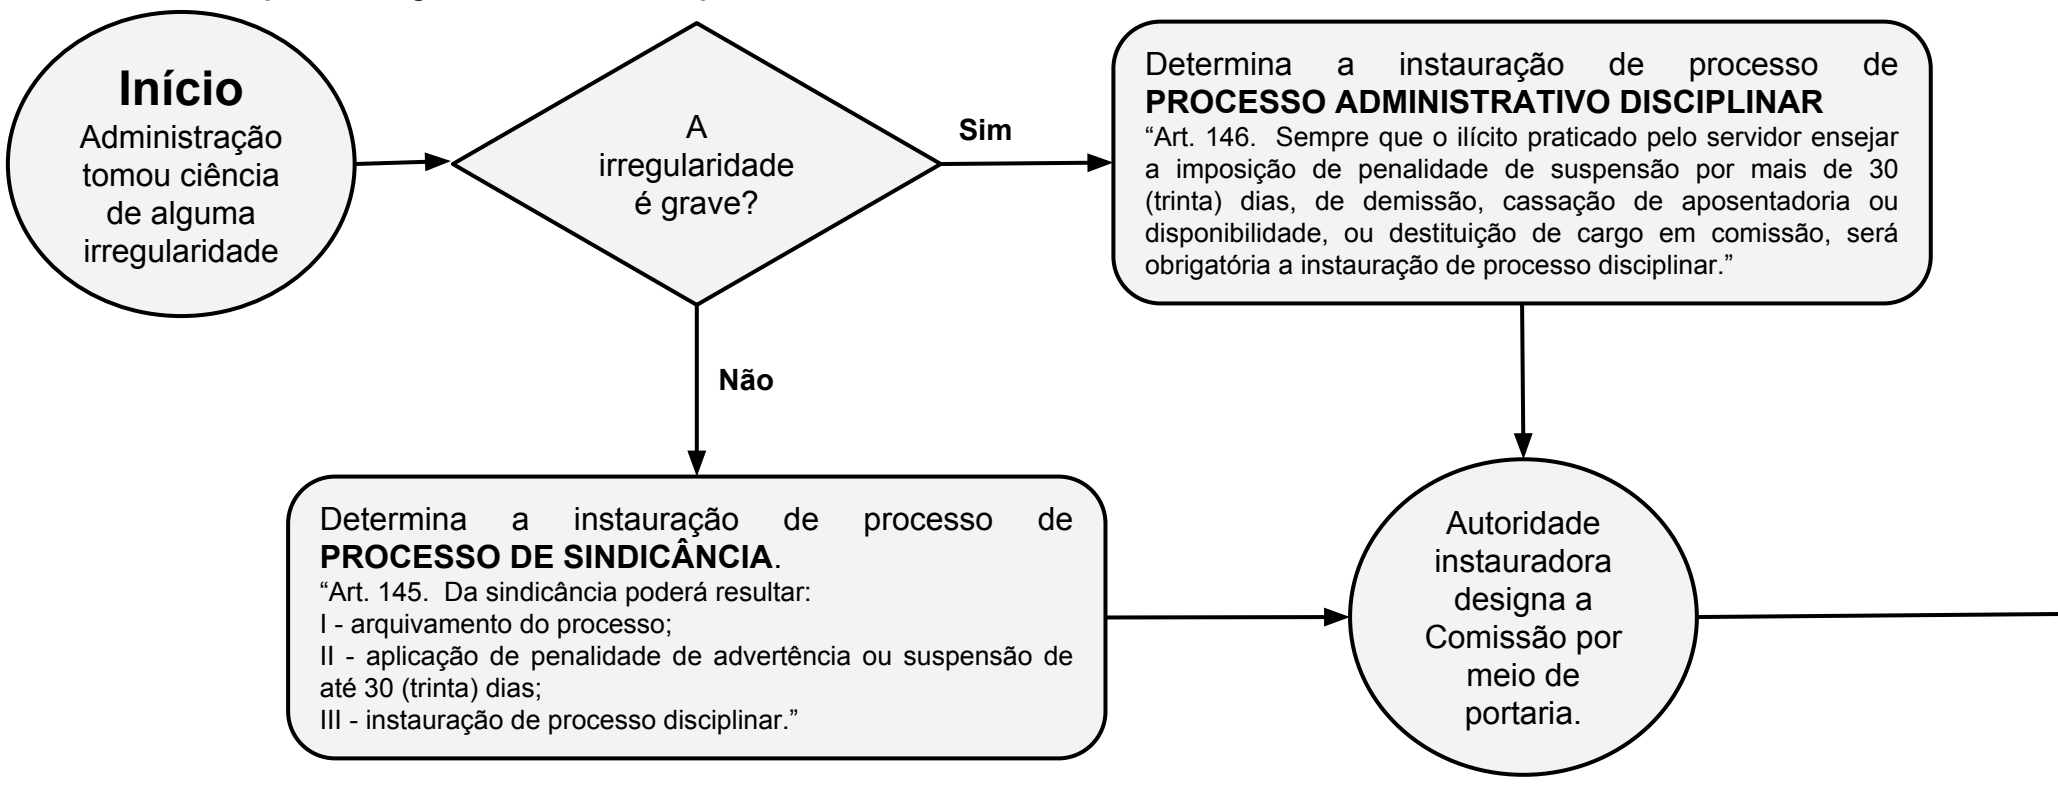 Início
Administração
tomou ciência
de alguma
irregularidade
A
irregularidade
é grave?
Sim
Determina a instauração de processo de
PROCESSO ADMINISTRATIVO DISCIPLINAR
“Art. 146.  Sempre que o ilícito praticado pelo servidor ensejar
a imposição de penalidade de suspensão por mais de 30
(trinta) dias, de demissão, cassação de aposentadoria ou
disponibilidade, ou destituição de cargo em comissão, será
obrigatória a instauração de processo disciplinar.”
Não
Determina a instauração de processo de
PROCESSO DE SINDICÂNCIA.
“Art. 145.  Da sindicância poderá resultar:
I - arquivamento do processo;
II - aplicação de penalidade de advertência ou suspensão de
até 30 (trinta) dias;
III - instauração de processo disciplinar.”
Autoridade
instauradora
designa a
Comissão por
meio de
portaria.